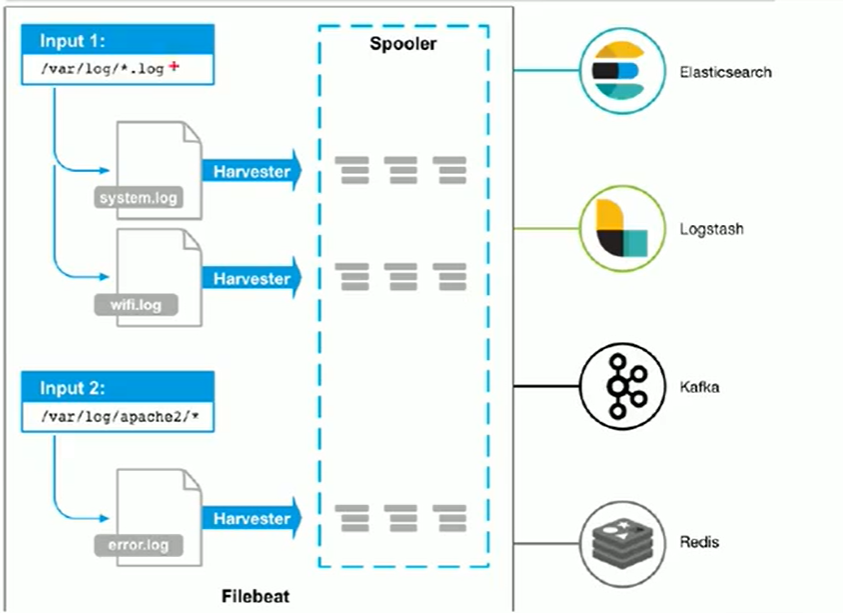 Input 1:
/var/log/*.log +
Spooler
system.log
Harvester
wifi.log
Harvester
Input 2:
/var/log/apache2/*
error.log
Harvester
Filebeat
Elasticsearch
Logstash
Kafka
Redis